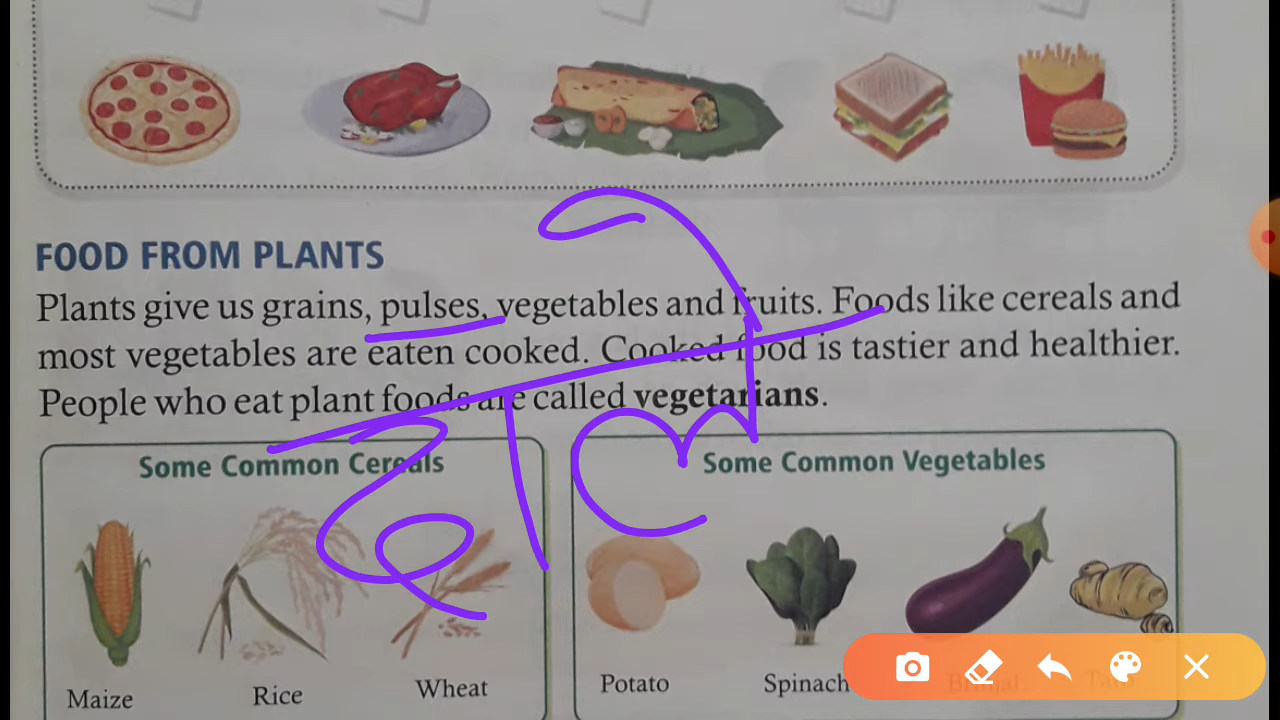 FOOD FROM PLANTS
Plants give us grains, pulses, vegetables and fruits. Foods like cereals and
most vegetables are eaten cooked. Cooked food is tastier and healthier.
People who eat plant foods are called vegetarians.
दाले
Some Common Cereals
Maize Rice Wheat
Some Common Vegetables
Potato Spinach Brinjal Taro